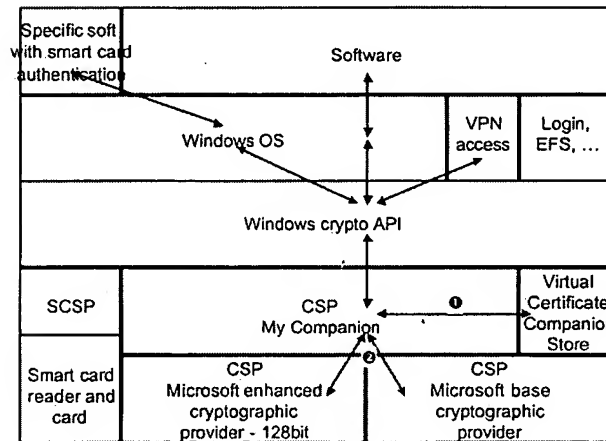 Specific soft
with smart card
authentication
Software
Windows OS
VPN
access
Login,
EFS, ...
Windows crypto API
SCSP
CSP
My Companion
❶
Virtual
Certificate
Companion
Store
❷
Smart card
reader and
card
CSP
Microsoft enhanced
cryptographic
provider - 128bit
CSP
Microsoft base
cryptographic
provider